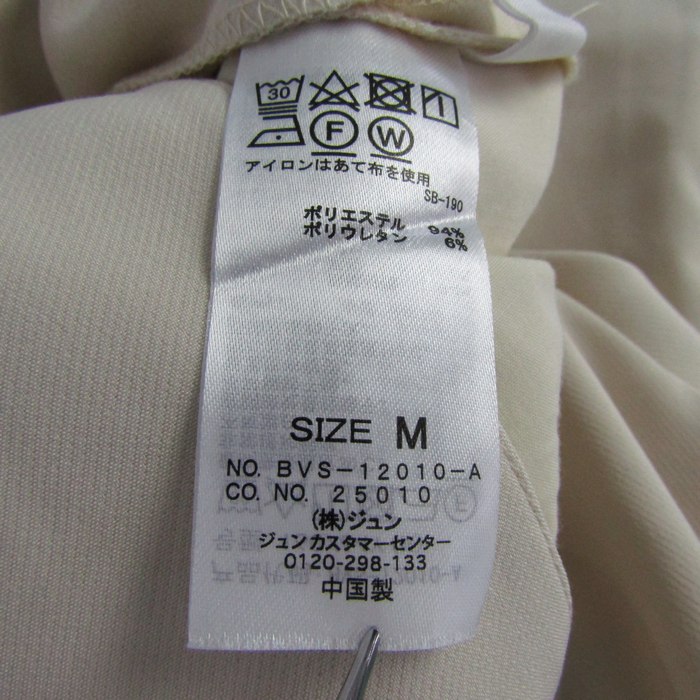 30
F W
アイロンはあて布を使用
SB-190
ポリエステル 94%
ポリウレタン 6%
SIZE M
NO. BVS-12010-A
CO. NO. 25010
(株)ジュン
ジュンカスタマーセンター
0120-298-133
中国製